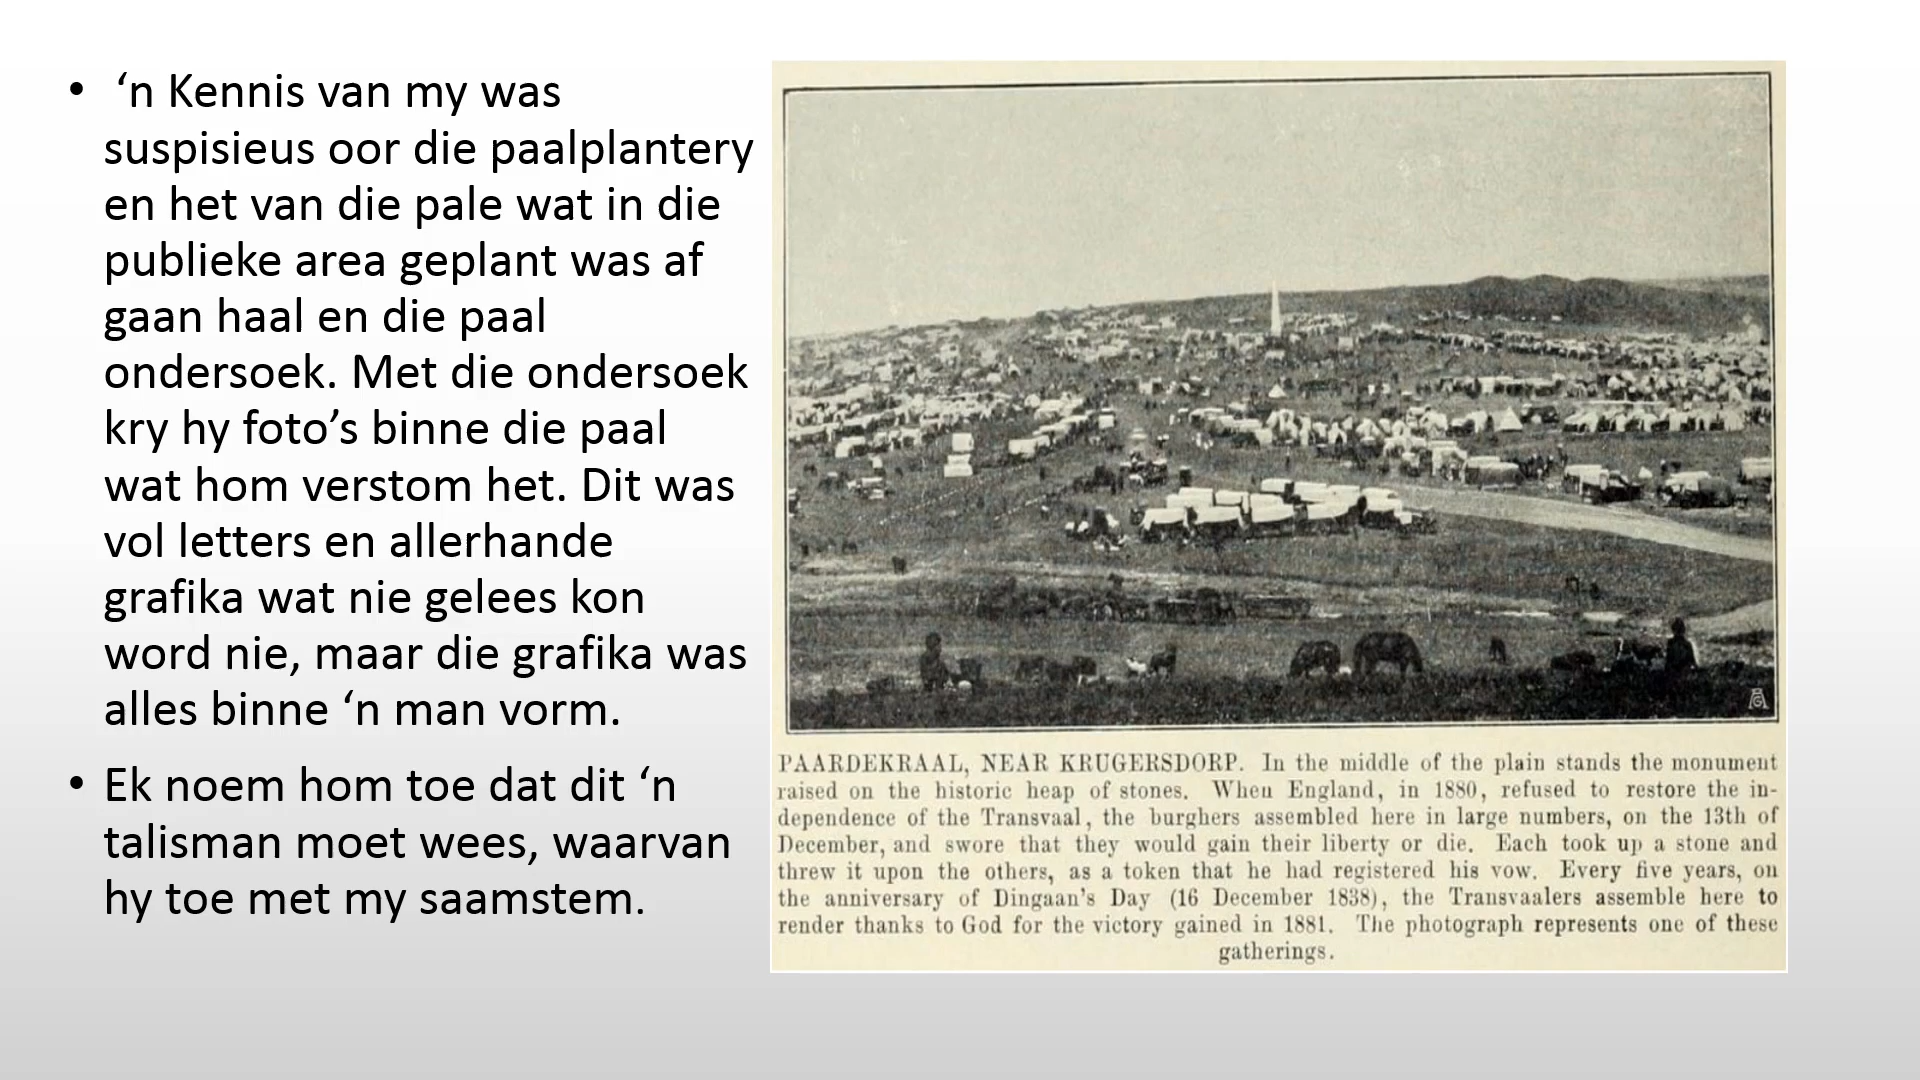 • ‘n Kennis van my was
suspisieus oor die paalplantery
en het van die pale wat in die
publieke area geplant was af
gaan haal en die paal
ondersoek. Met die ondersoek
kry hy foto’s binne die paal
wat hom verstom het. Dit was
vol letters en allerhande
grafika wat nie gelees kon
word nie, maar die grafika was
alles binne ‘n man vorm.
• Ek noem hom toe dat dit ‘n
talisman moet wees, waarvan
hy toe met my saamstem.
PAARDEKRAAL, NEAR KRUGERSDORP. In the middle of the plain stands the monument
raised on the historic heap of stones. When England, in 1880, refused to restore the in-
dependence of the Transvaal, the burghers assembled here in large numbers, on the 13th of
December, and swore that they would gain their liberty or die. Each took up a stone and
threw it upon the others, as a token that he had registered his vow. Every five years, on
the anniversary of Dingaan's Day (16 December 1838), the Transvaalers assemble here to
render thanks to God for the victory gained in 1881. The photograph represents one of these
gatherings.